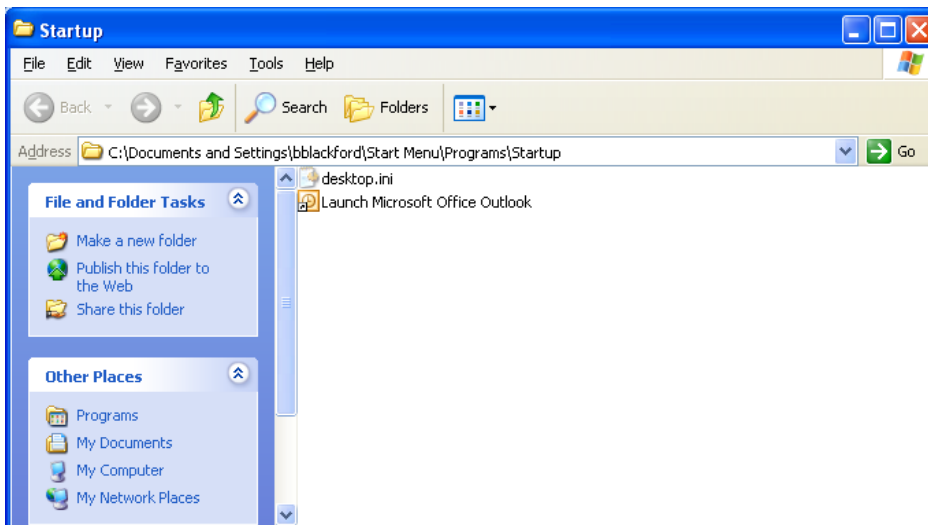 Startup
File Edit View Favorites Tools Help
Back Search Folders
Address C:\Documents and Settings\bblackford\Start Menu\Programs\Startup Go
File and Folder Tasks
Make a new folder
Publish this folder to
the Web
Share this folder
Other Places
Programs
My Documents
My Computer
My Network Places
desktop.ini
Launch Microsoft Office Outlook